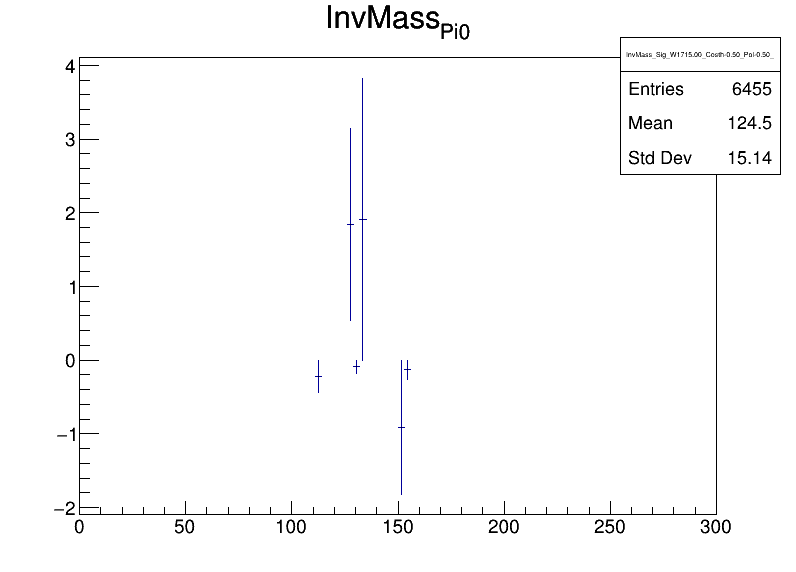 InvMass_Pi0
InvMass_Sig_W1715.00_Costh-0.50_Pol-0.50_
Entries 6455
Mean 124.5
Std Dev 15.14
4
3
2
1
0
−1
−2
0 50 100 150 200 250 300